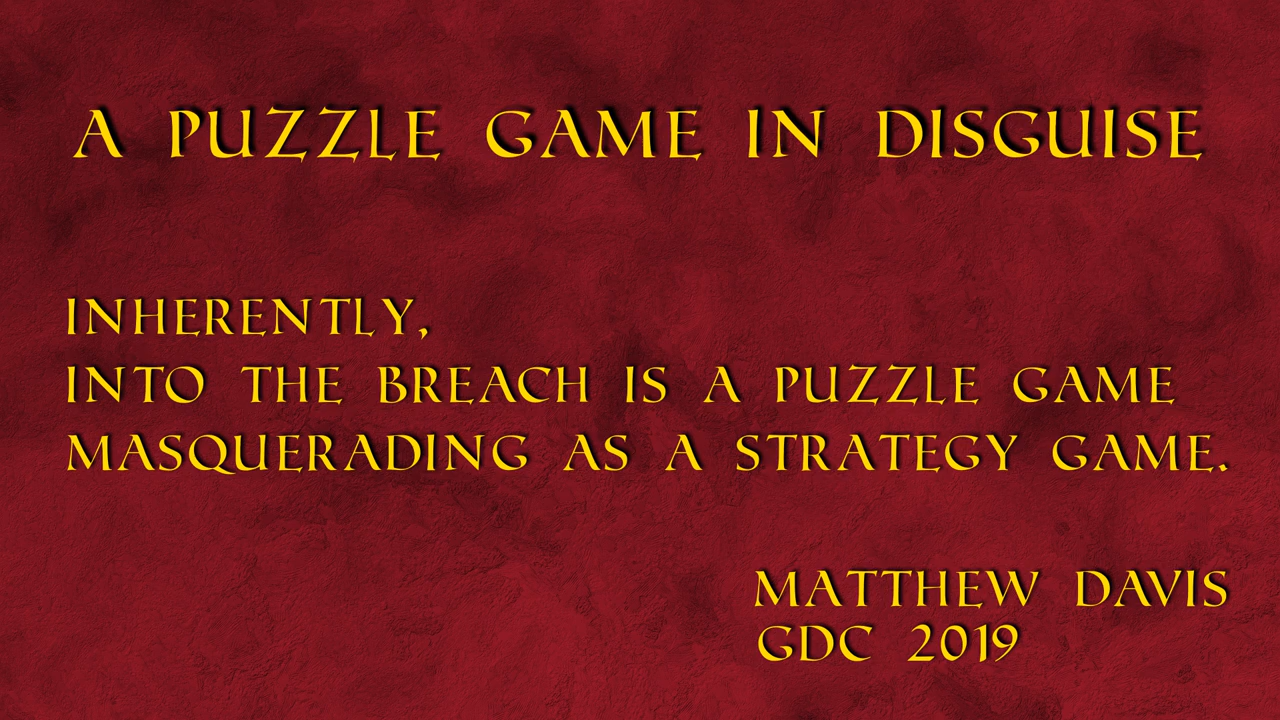 A PUZZLE GAME IN DISGUISE
INHERENTLY,
INTO THE BREACH IS A PUZZLE GAME
MASQUERADING AS A STRATEGY GAME.
MATTHEW DAVIS
GDC 2019